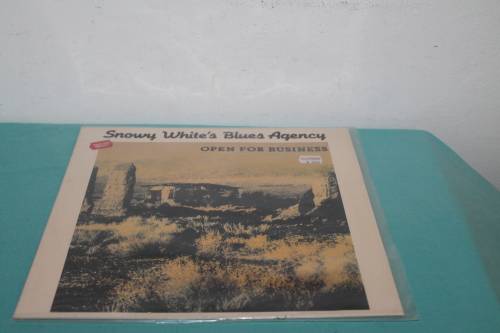 Snowy White's Blues Agency
OPEN FOR BUSINESS